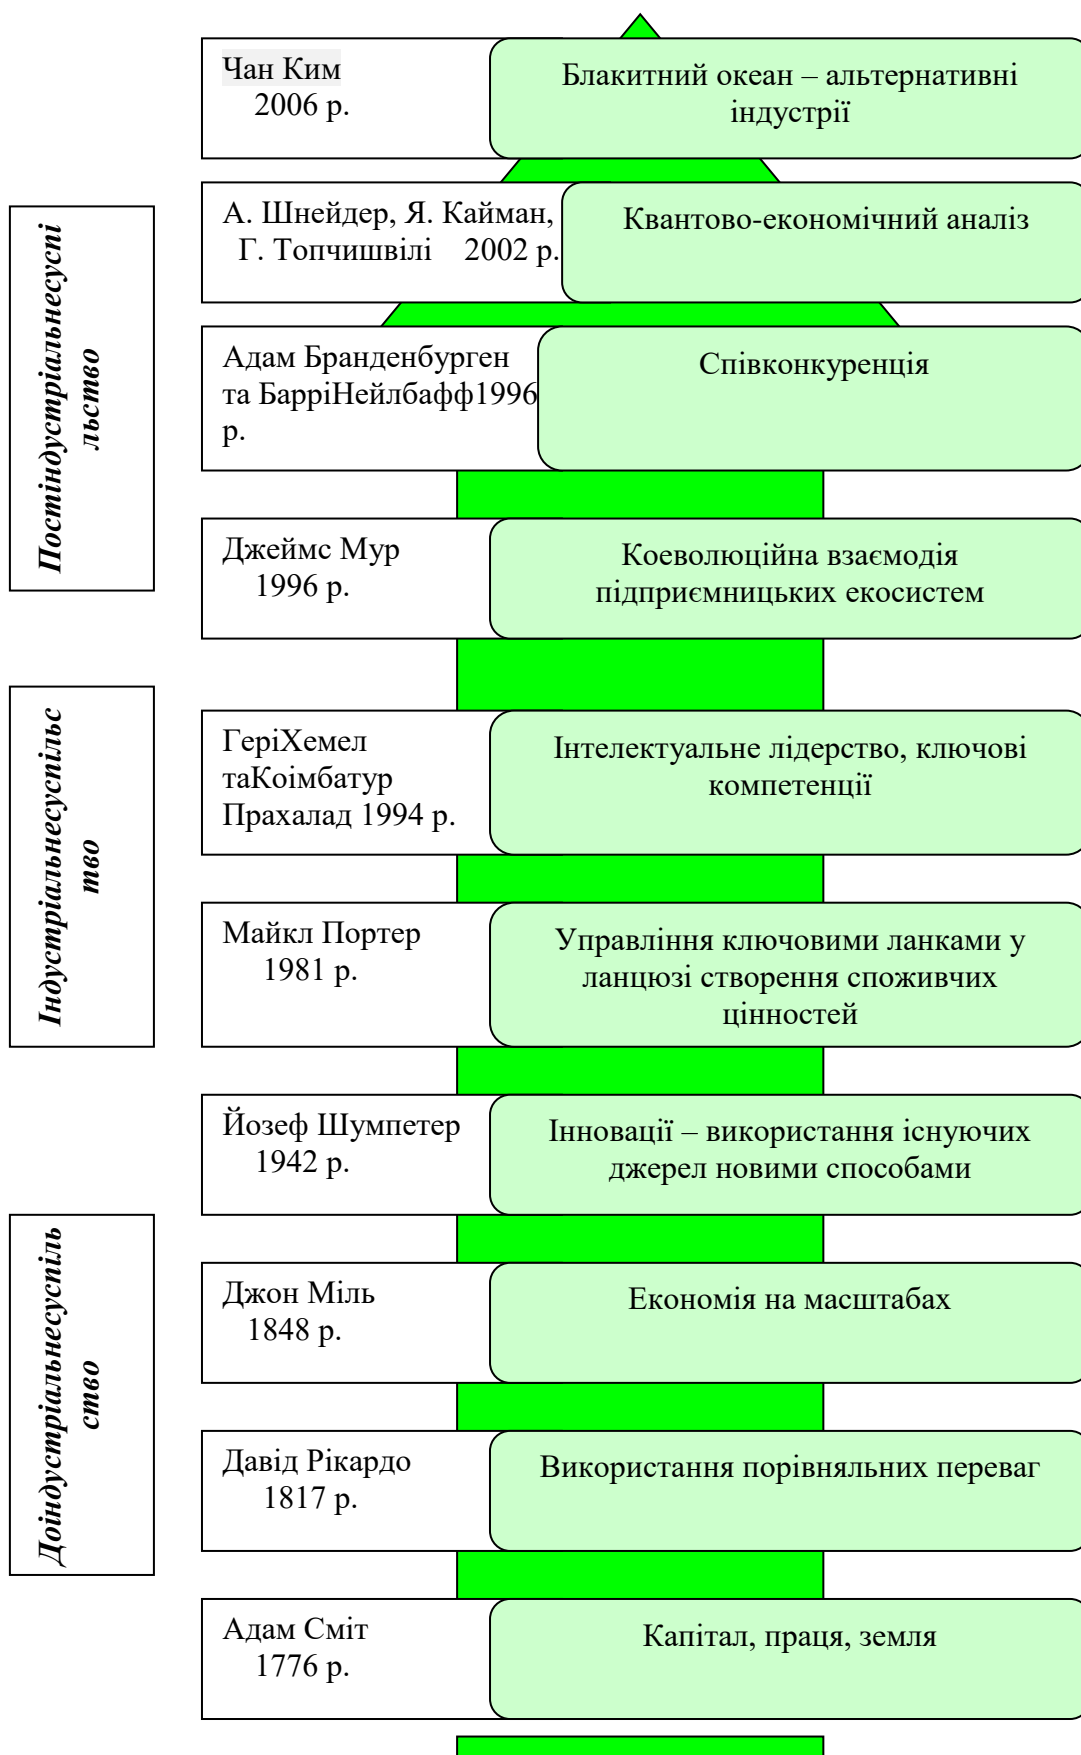 Чан Ким
2006 р.
Блакитний океан – альтернативні
індустрії
Постіндустріальнесуспі
льство
А. Шнейдер, Я. Кайман,
Г. Топчишвілі 2002 р.
Квантово-економічний аналіз
Адам Бранденбурген
та БарріНейлбафф1996
р.
Співконкуренція
Джеймс Мур
1996 р.
Коеволюційна взаємодія
підприємницьких екосистем
Індустріальнесуспільс
тво
ГеріХемел
таКоімбатур
Прахалад 1994 р.
Інтелектуальне лідерство, ключові
компетенції
Майкл Портер
1981 р.
Управління ключовими ланками у
ланцюзі створення споживчих
цінностей
Йозеф Шумпетер
1942 р.
Інновації – використання існуючих
джерел новими способами
Доіндустріальнесуспіль
ство
Джон Міль
1848 р.
Економія на масштабах
Давід Рікардо
1817 р.
Використання порівняльних переваг
Адам Сміт
1776 р.
Капітал, праця, земля